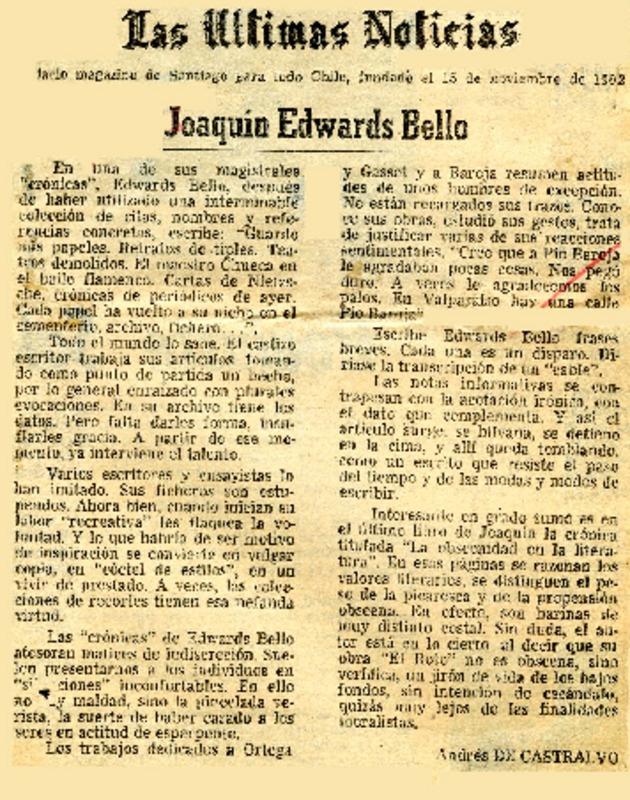 Las Ultimas Noticias
iario magazine de Santiago para todo Chile, fundado el 15 de noviembre de 1902
Joaquín Edwards Bello
En una de sus magistrales
"crónicas", Edwards Bello, después
de haber utilizado una interminable
colección de citas, nombres y refe-
rencias concretas, escribe: "Guardo
mis papeles. Retratos de tiples. Tea-
tros demolidos. El maestro Chueca en
el baile flamenco. Cartas de Nietzs-
che, crónicas de periódicos de ayer.
Cada papel ha vuelto a su nicho en el
cementerio, archivo, fichero...".
Todo el mundo lo sabe. El castizo
escritor trabaja sus artículos toman-
do como punto de partida un hecho,
por lo general enraizado con plurales
evocaciones. En su archivo tiene los
datos. Pero falta darles forma, insu-
flarles gracia. A partir de ese mo-
mento, ya interviene el talento.
Varios escritores y ensayistas lo
han imitado. Sus ficheros son estu-
pendos. Ahora bien, cuando inician su
labor "recreativa" les flaquea la vo-
luntad. Y lo que habría de ser motivo
de inspiración se convierte en vulgar
copia, en "cóctel de estilos", en un
vivir de prestado. A veces, las colec-
ciones de recortes tienen esa nefanda
virtud.
Las "crónicas" de Edwards Bello
atesoran matices de indiscreción. Sue-
len presentarnos a los individuos en
"si ciones" inconfortables. En ello
no y maldad, sino la pincelada ve-
rista, la suerte de haber cazado a los
seres en actitud de esperpento.
Los trabajos dedicados a Ortega
y Gasset y a Baroja resumen actitu-
des de unos hombres de excepción.
No están recargados sus trazos. Cono-
ce sus obras, estudió sus gestos, trata
de justificar varias de sus reacciones
sentimentales. "Creo que a Pío Baroja
le agradaban pocas cosas. Nos pegó
duro. A veces le agradecemos los
palos. En Valparaíso hay una calle
Pío Baroja"
Escribe Edwards Bello frases
breves. Cada una es un disparo. Di-
ríase la transcripción de un "cable".
Las notas informativas se con-
trapesan con la acotación irónica, con
el dato que complementa. Y así el
artículo surge, se hilvana, se detiene
en la cima, y allí queda temblando,
como un escrito que resiste el paso
del tiempo y de las modas y modos de
escribir.
Interesante en grado sumo es en
el último libro de Joaquín la crónica
titulada "La obscenidad en la litera-
tura". En esas páginas se razonan los
valores literarios, se distinguen el pe-
so de la picaresca y de la propensión
obscena. En efecto, son harinas de
muy distinto costal. Sin duda, el au-
tor está en lo cierto al decir que su
obra "El Roto" no es obscena, sino
verífica, un jirón de vida de los bajos
fondos, sin intención de escándalo,
quizás muy lejos de las finalidades
moralistas.
Andrés DE CASTRALVO